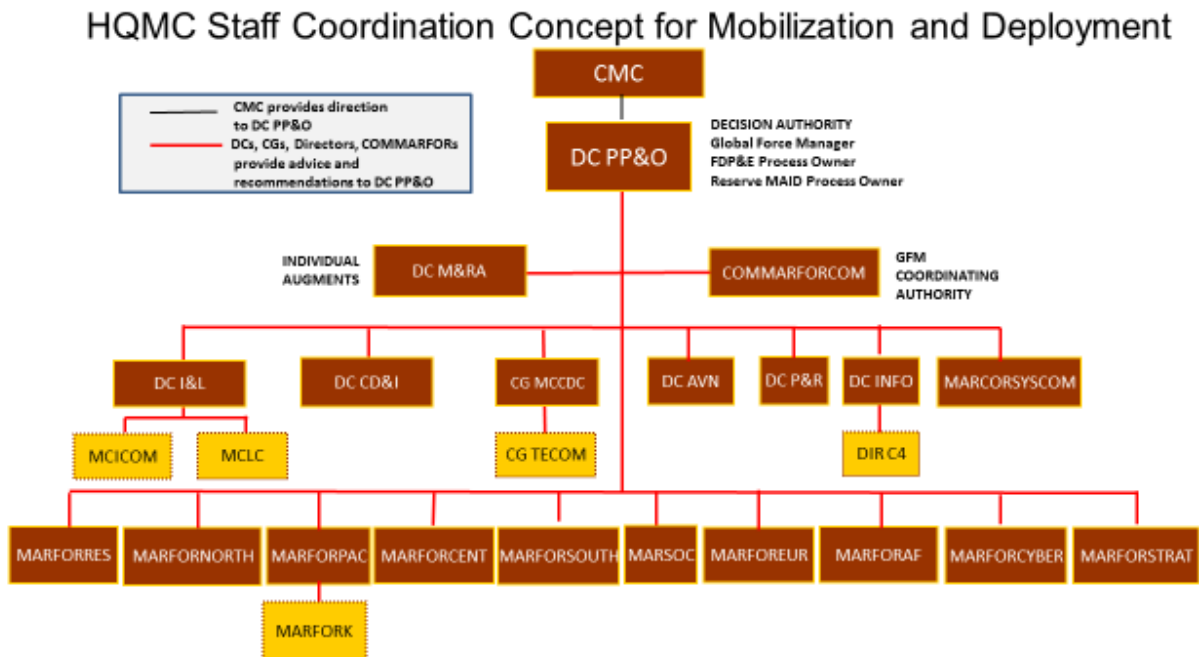 HQMC Staff Coordination Concept for Mobilization and Deployment
CMC
CMC provides direction
to DC PP&O
DCs, CGs, Directors, COMMARFORs
provide advice and
recommendations to DC PP&O
DC PP&O
DECISION AUTHORITY
Global Force Manager
FDP&E Process Owner
Reserve MAID Process Owner
INDIVIDUAL
AUGMENTS
DC M&RA
COMMARFORCOM
GFM
COORDINATING
AUTHORITY
DC I&L
DC CD&I
CG MCCDC
DC AVN
DC P&R
DC INFO
MARCORSYSCOM
MCICOM
MCLC
CG TECOM
DIR C4
MARFORRES
MARFORNORTH
MARFORPAC
MARFORCENT
MARFORSOUTH
MARSOC
MARFOREUR
MARFORAF
MARFORCYBER
MARFORSTRAT
MARFORK